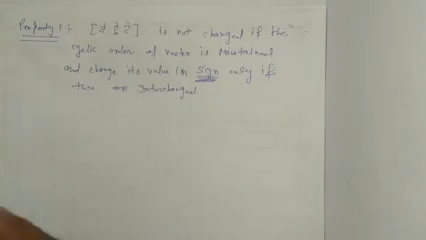 Property 1:- [a⃗ b⃗ c⃗] is not changed if the
cyclic order of vector is Maintained
and change its value in sign only if
two are Interchanged